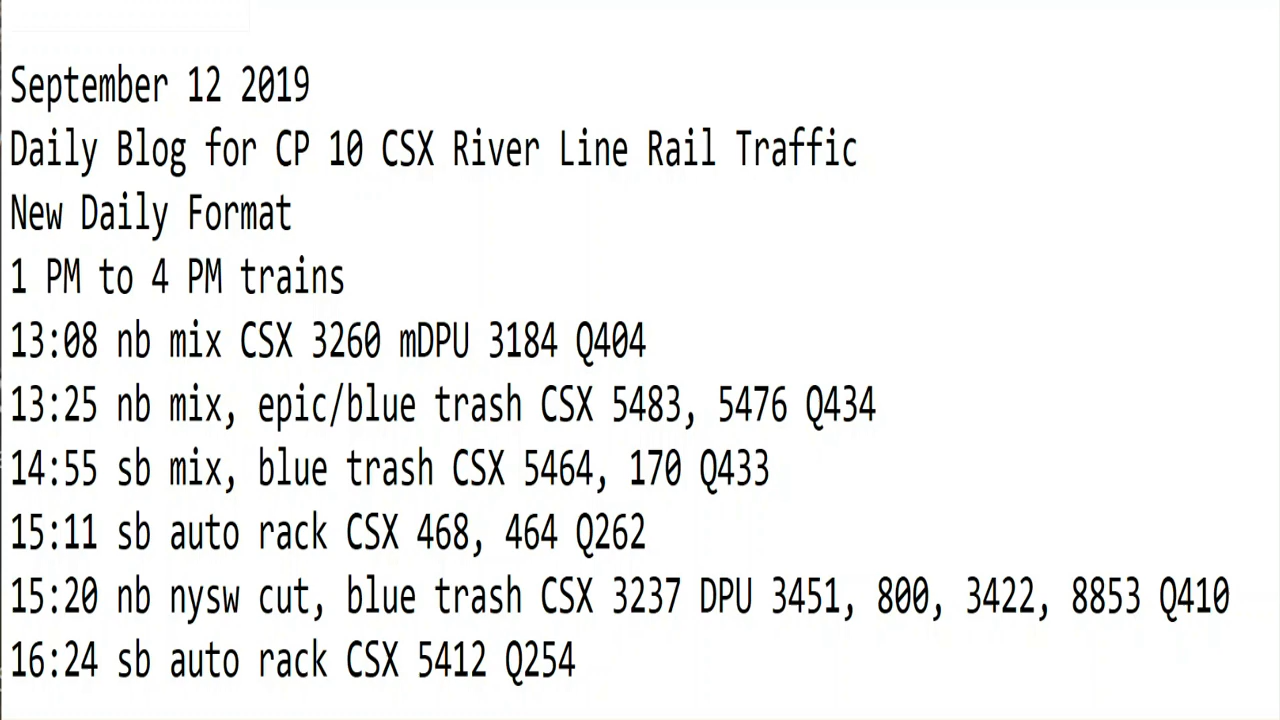 September 12 2019
Daily Blog for CP 10 CSX River Line Rail Traffic
New Daily Format
1 PM to 4 PM trains
13:08 nb mix CSX 3260 mDPU 3184 Q404
13:25 nb mix, epic/blue trash CSX 5483, 5476 Q434
14:55 sb mix, blue trash CSX 5464, 170 Q433
15:11 sb auto rack CSX 468, 464 Q262
15:20 nb nysw cut, blue trash CSX 3237 DPU 3451, 800, 3422, 8853 Q410
16:24 sb auto rack CSX 5412 Q254